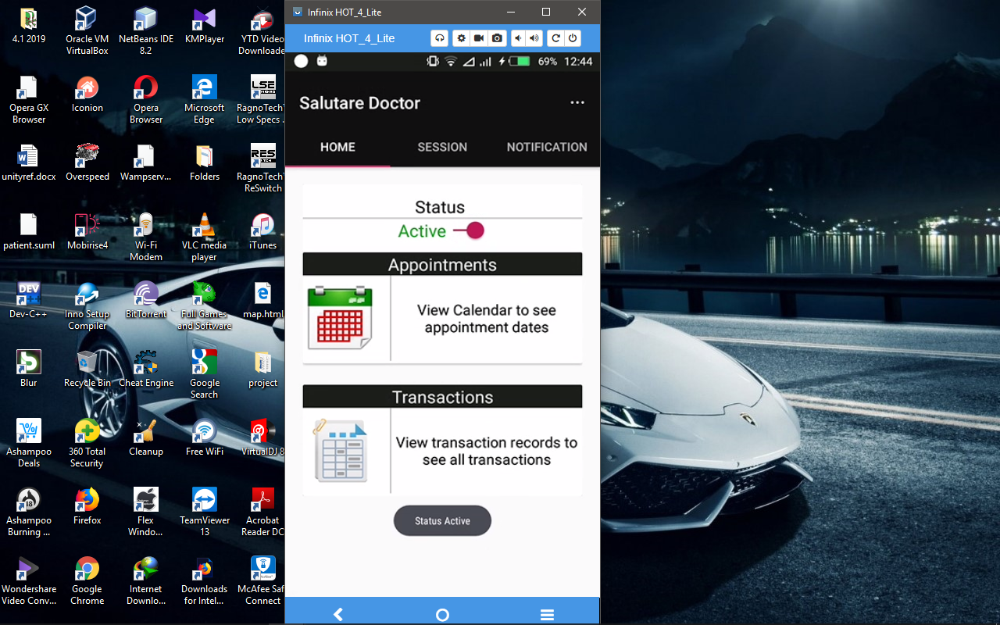 4.1 2019
Oracle VM
VirtualBox
NetBeans IDE
8.2
KMPlayer
YTD Video
Downloade
Opera GX
Browser
Iconion
Opera
Browser
Microsoft
Edge
LSE
RagnoTech
Low Specs .
unityref.docx
Overspeed
Wampserv...
Folders
RES
TECH
RagnoTech
ReSwitch
patient.suml
Mobirise4
Wi-Fi
Modem
VLC media
player
iTunes
DEV
Dev-C++
Inno Setup
Compiler
BitTorrent
Full Games
and Software
map.html
Blur
Recycle Bin
Cheat Engine
Google
Search
project
Ashampoo
Deals
360 Total
Security
Cleanup
Free WiFi
VirtualDJ 8
18
Ashampoo
Burning ...
Firefox
Flex
Windo...
TeamViewer
13
Acrobat
Reader DC
Wondershare
Video Conv...
Google
Chrome
Internet
Downlo...
Downloads
for Intel...
McAfee Saf
Connect
Infinix HOT_4_Lite
Infinix HOT_4_Lite
69% 12:44
Salutare Doctor
HOME SESSION NOTIFICATION
Status
Active
Appointments
View Calendar to see
appointment dates
Transactions
View transaction records to
see all transactions
Status Active